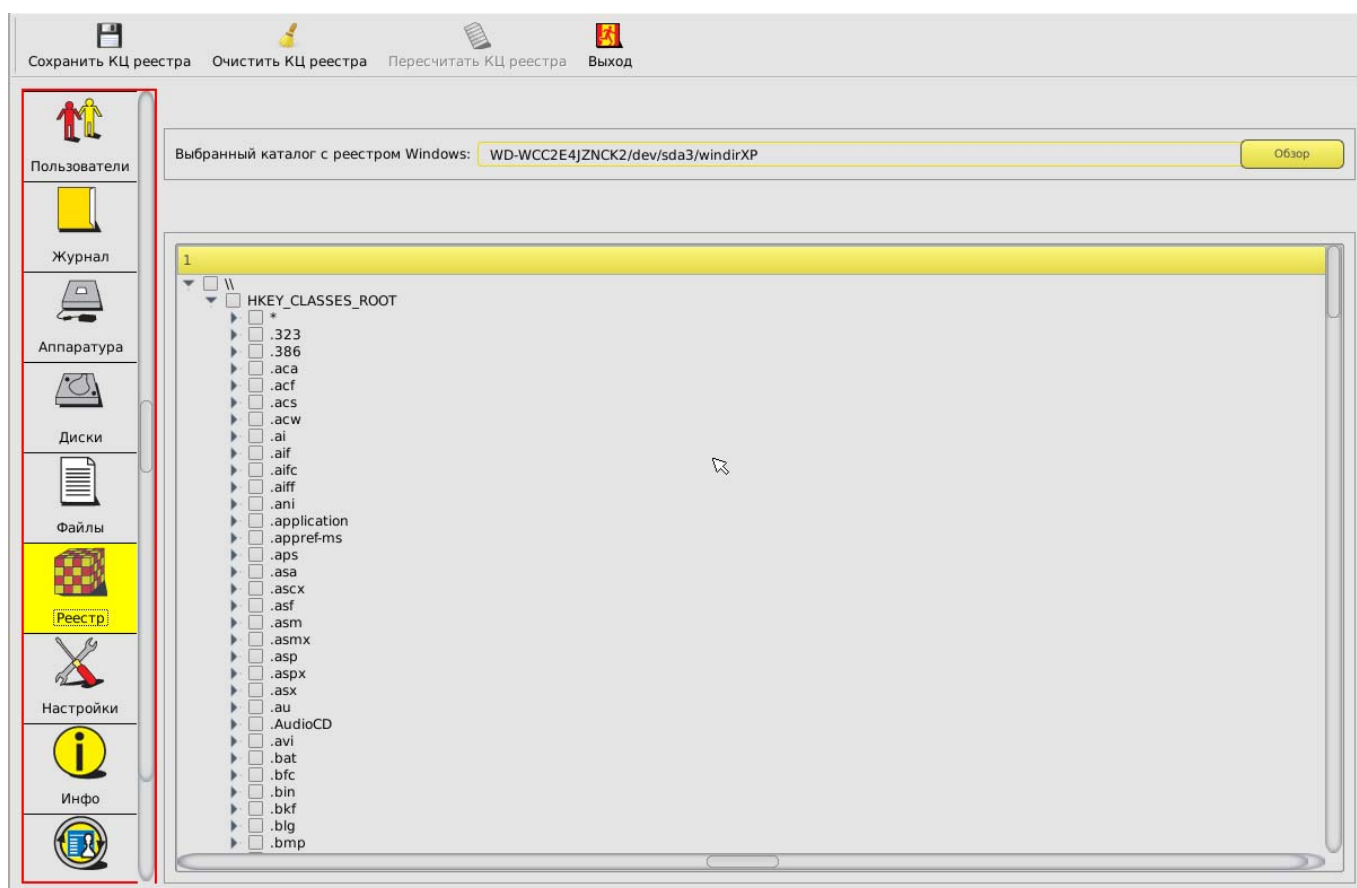 Сохранить КЦ реестра Очистить КЦ реестра Пересчитать КЦ реестра Выход
Пользователи
Журнал
Аппаратура
Диски
Файлы
Реестр
Настройки
Инфо
Выбранный каталог с реестром Windows: WD-WCC2E4JZNCK2/dev/sda3/windirXP Обзор
1
\\
HKEY_CLASSES_ROOT
*
.323
.386
.aca
.acf
.acs
.acw
.ai
.aif
.aifc
.aiff
.ani
.application
.appref-ms
.aps
.asa
.ascx
.asf
.asm
.asmx
.asp
.aspx
.asx
.au
.AudioCD
.avi
.bat
.bfc
.bin
.bkf
.blg
.bmp